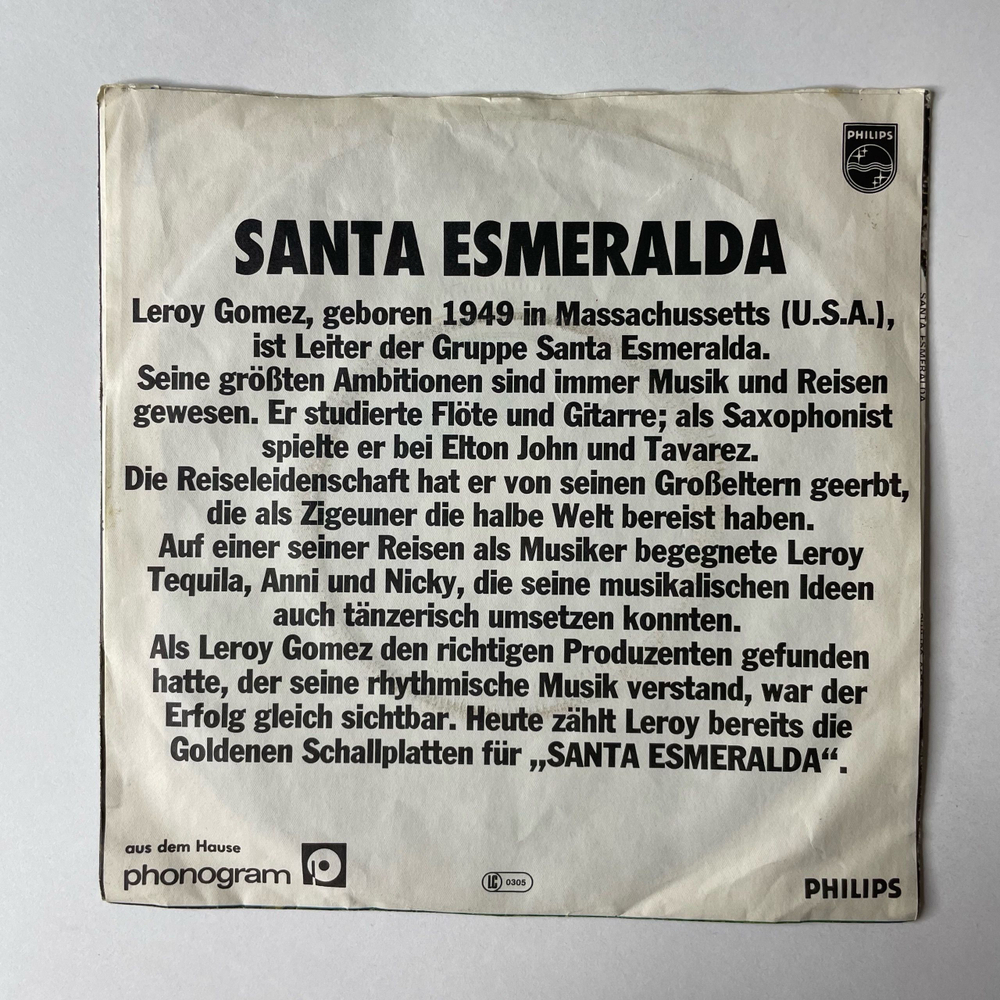 PHILIPS
SANTA ESMERALDA
Leroy Gomez, geboren 1949 in Massachussetts (U.S.A.),
ist Leiter der Gruppe Santa Esmeralda.
Seine größten Ambitionen sind immer Musik und Reisen
gewesen. Er studierte Flöte und Gitarre; als Saxophonist
spielte er bei Elton John und Tavarez.
Die Reiseleidenschaft hat er von seinen Großeltern geerbt,
die als Zigeuner die halbe Welt bereist haben.
Auf einer seiner Reisen als Musiker begegnete Leroy
Tequila, Anni und Nicky, die seine musikalischen Ideen
auch tänzerisch umsetzen konnten.
Als Leroy Gomez den richtigen Produzenten gefunden
hatte, der seine rhythmische Musik verstand, war der
Erfolg gleich sichtbar. Heute zählt Leroy bereits die
Goldenen Schallplatten für „SANTA ESMERALDA“.
SANTA ESMERALDA
aus dem Hause
phonogram p
LC 0305
PHILIPS